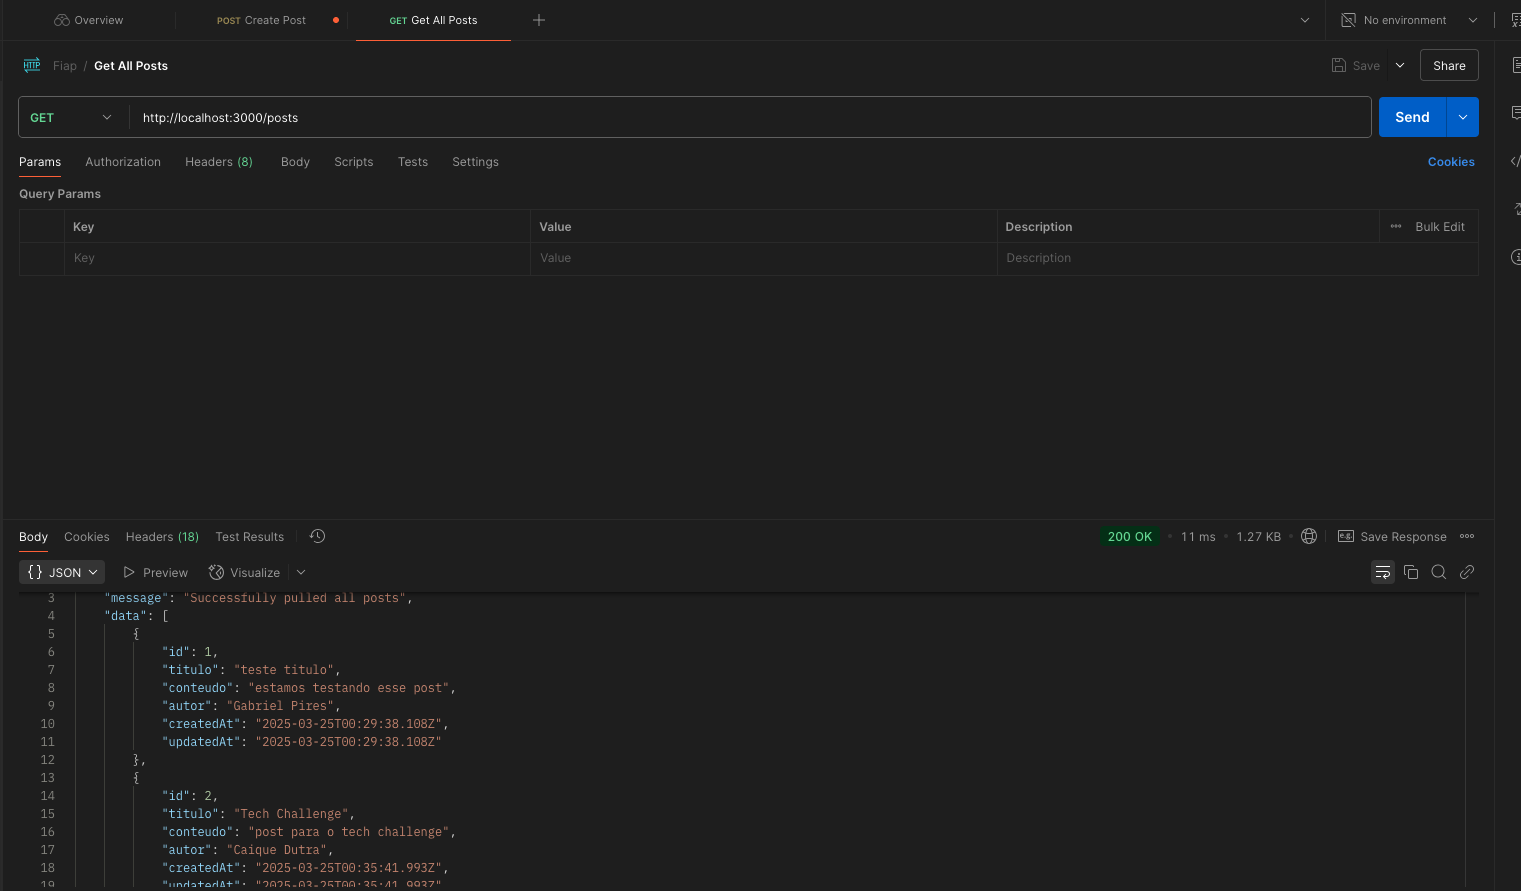 Overview
POST Create Post
GET Get All Posts
No environment
HTTP Fiap / Get All Posts
Save
Share
GET
http://localhost:3000/posts
Send
Params Authorization Headers (8) Body Scripts Tests Settings
Cookies
Query Params
Key Value Description ••• Bulk Edit
Key Value Description
Body Cookies Headers (18) Test Results
200 OK • 11 ms • 1.27 KB • e.g. Save Response
{} JSON Preview Visualize
3 "message": "Successfully pulled all posts",
4 "data": [
5 {
6 "id": 1,
7 "titulo": "teste titulo",
8 "conteudo": "estamos testando esse post",
9 "autor": "Gabriel Pires",
10 "createdAt": "2025-03-25T00:29:38.108Z",
11 "updatedAt": "2025-03-25T00:29:38.108Z"
12 },
13 {
14 "id": 2,
15 "titulo": "Tech Challenge",
16 "conteudo": "post para o tech challenge",
17 "autor": "Caique Dutra",
18 "createdAt": "2025-03-25T00:35:41.993Z",
19 "updatedAt": "2025-03-25T00:35:41.993Z"